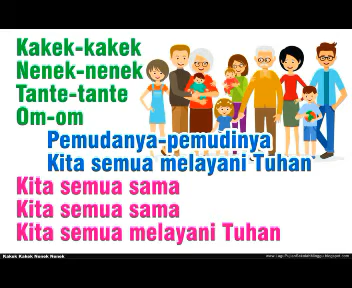 Kakek-kakek
Nenek-nenek
Tante-tante
Om-om
Pemudanya-pemudinya
Kita semua melayani Tuhan
Kita semua sama
Kita semua sama
Kita semua melayani Tuhan
Kakek Kakek Nenek Nenek